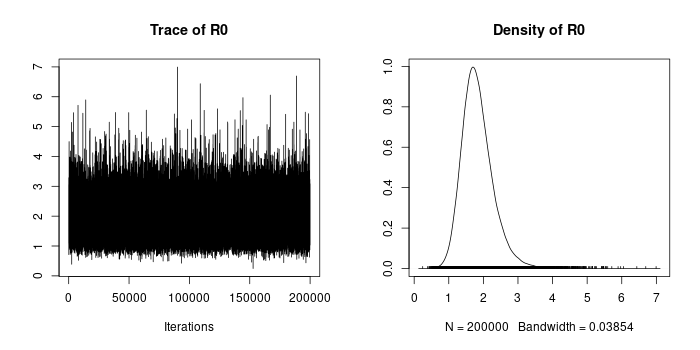 Trace of R0
7
6
5
4
3
2
1
0
0 50000 100000 150000 200000
Iterations
Density of R0
1.0
0.8
0.6
0.4
0.2
0.0
0 1 2 3 4 5 6 7
N = 200000 Bandwidth = 0.03854